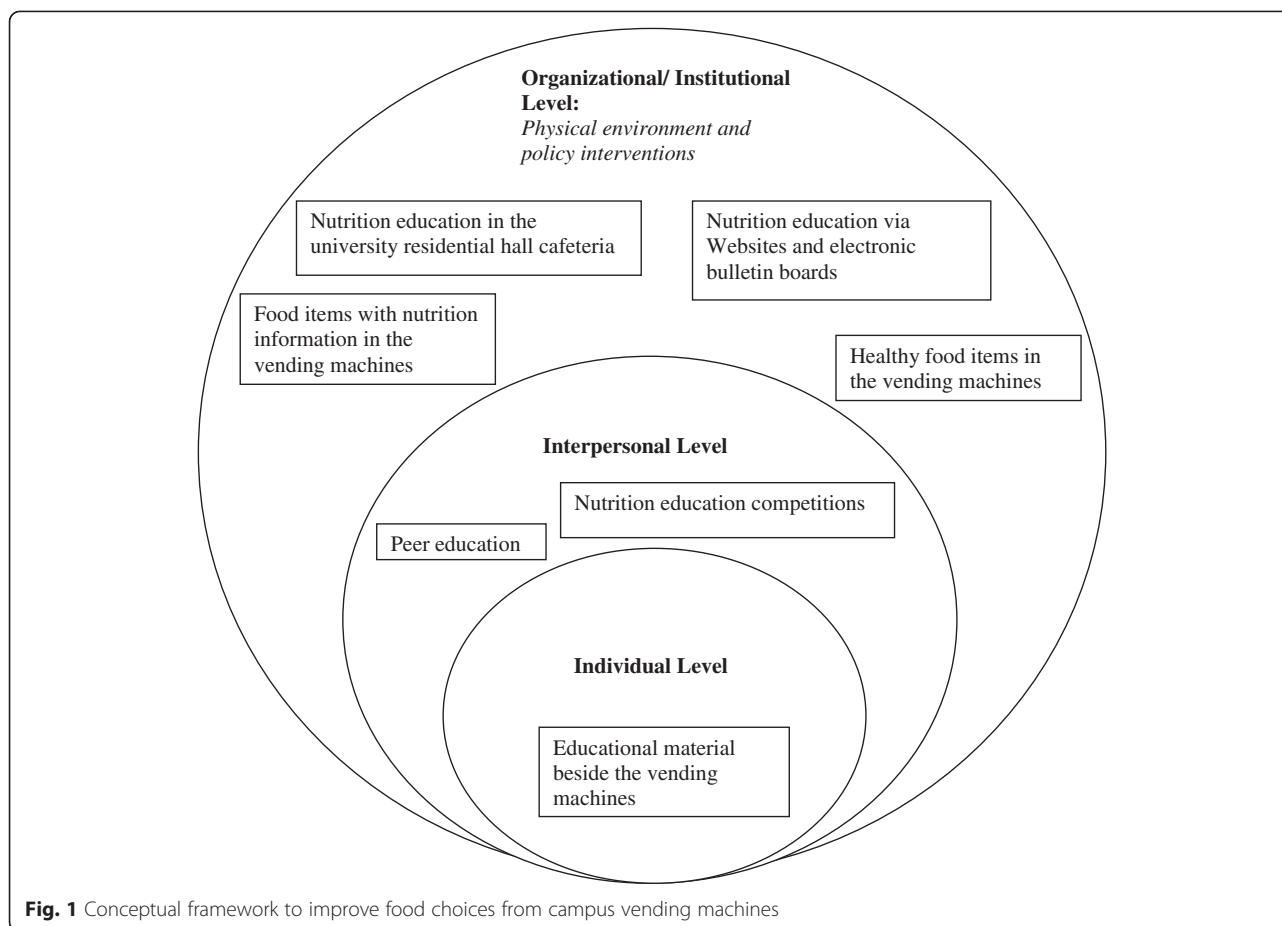 Organizational/ Institutional
Level:
Physical environment and
policy interventions
Nutrition education in the
university residential hall cafeteria
Nutrition education via
Websites and electronic
bulletin boards
Food items with nutrition
information in the
vending machines
Healthy food items in
the vending machines
Interpersonal Level
Nutrition education competitions
Peer education
Individual Level
Educational material
beside the vending
machines
Fig. 1 Conceptual framework to improve food choices from campus vending machines